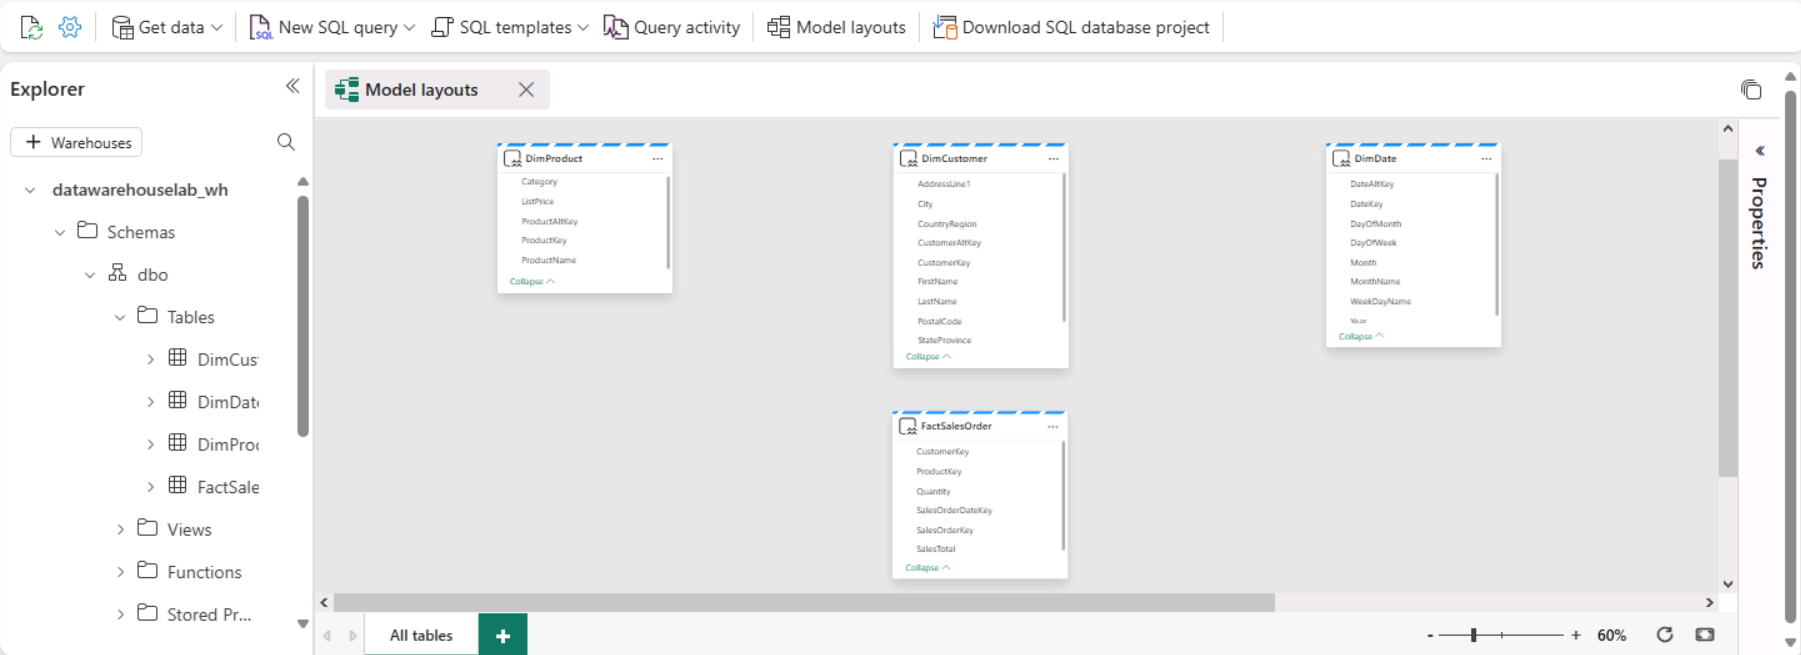 Get data
New SQL query
SQL templates
Query activity
Model layouts
Download SQL database project
Explorer
+ Warehouses
datawarehouselab_wh
Schemas
dbo
Tables
DimCus
DimDate
DimProd
FactSale
Views
Functions
Stored Pr...
Model layouts
DimProduct
Category
ListPrice
ProductAltKey
ProductKey
ProductName
Collapse
DimCustomer
AddressLine1
City
CountryRegion
CustomerAltKey
CustomerKey
FirstName
LastName
PostalCode
StateProvince
Collapse
DimDate
DateAltKey
DateKey
DayOfMonth
DayOfWeek
Month
MonthName
WeekDayName
Year
Collapse
FactSalesOrder
CustomerKey
ProductKey
Quantity
SalesOrderDateKey
SalesOrderKey
SalesTotal
Collapse
Properties
All tables
+
- + 60%